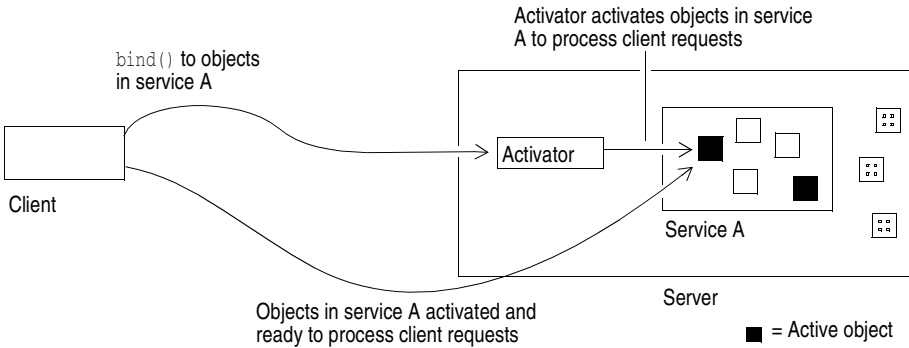 Activator activates objects in service
A to process client requests
bind() to objects
in service A
Activator
Client
Service A
Server
Objects in service A activated and
ready to process client requests
= Active object